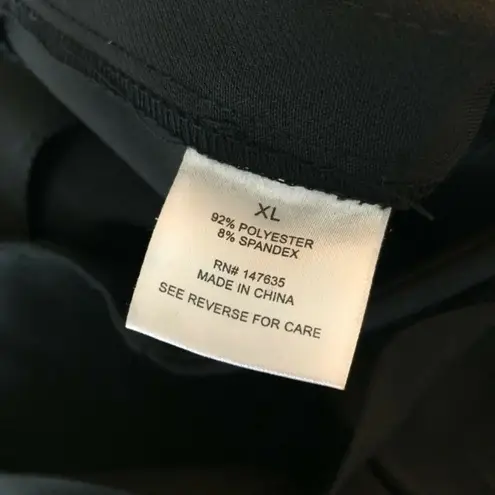 XL
92% POLYESTER
8% SPANDEX
RN# 147635
MADE IN CHINA
SEE REVERSE FOR CARE